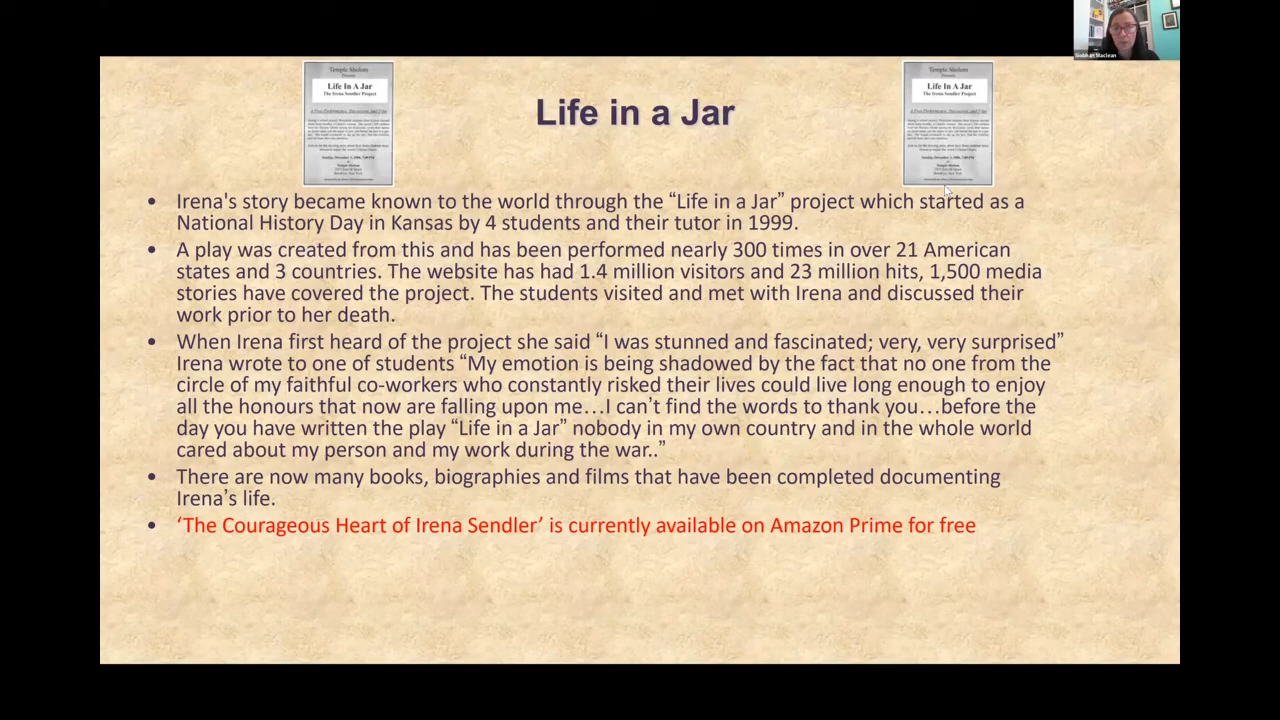 Siobhan Maclean
Temple Shalom
Presents
Life In A Jar
The Irena Sendler Project
Temple Shalom
Presents
Life In A Jar
The Irena Sendler Project
Life in a Jar
• Irena's story became known to the world through the “Life in a Jar” project which started as a
National History Day in Kansas by 4 students and their tutor in 1999.
• A play was created from this and has been performed nearly 300 times in over 21 American
states and 3 countries. The website has had 1.4 million visitors and 23 million hits, 1,500 media
stories have covered the project. The students visited and met with Irena and discussed their
work prior to her death.
• When Irena first heard of the project she said “I was stunned and fascinated; very, very surprised”
Irena wrote to one of students “My emotion is being shadowed by the fact that no one from the
circle of my faithful co-workers who constantly risked their lives could live long enough to enjoy
all the honours that now are falling upon me…I can’t find the words to thank you…before the
day you have written the play “Life in a Jar” nobody in my own country and in the whole world
cared about my person and my work during the war..”
• There are now many books, biographies and films that have been completed documenting
Irena’s life.
• ‘The Courageous Heart of Irena Sendler’ is currently available on Amazon Prime for free